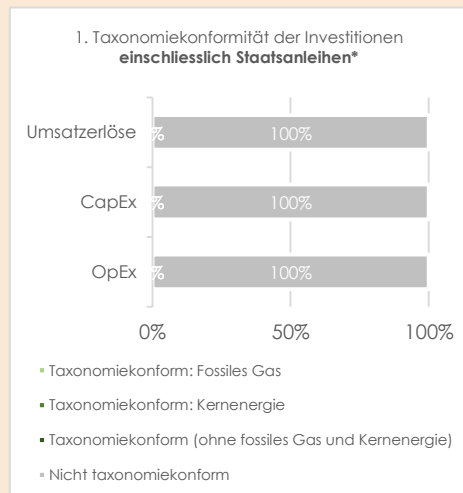 1. Taxonomiekonformität der Investitionen
einschliesslich Staatsanleihen*
Umsatzerlöse % 100%
CapEx % 100%
OpEx % 100%
0% 50% 100%
Taxonomiekonform: Fossiles Gas
Taxonomiekonform: Kernenergie
Taxonomiekonform (ohne fossiles Gas und Kernenergie)
Nicht taxonomiekonform